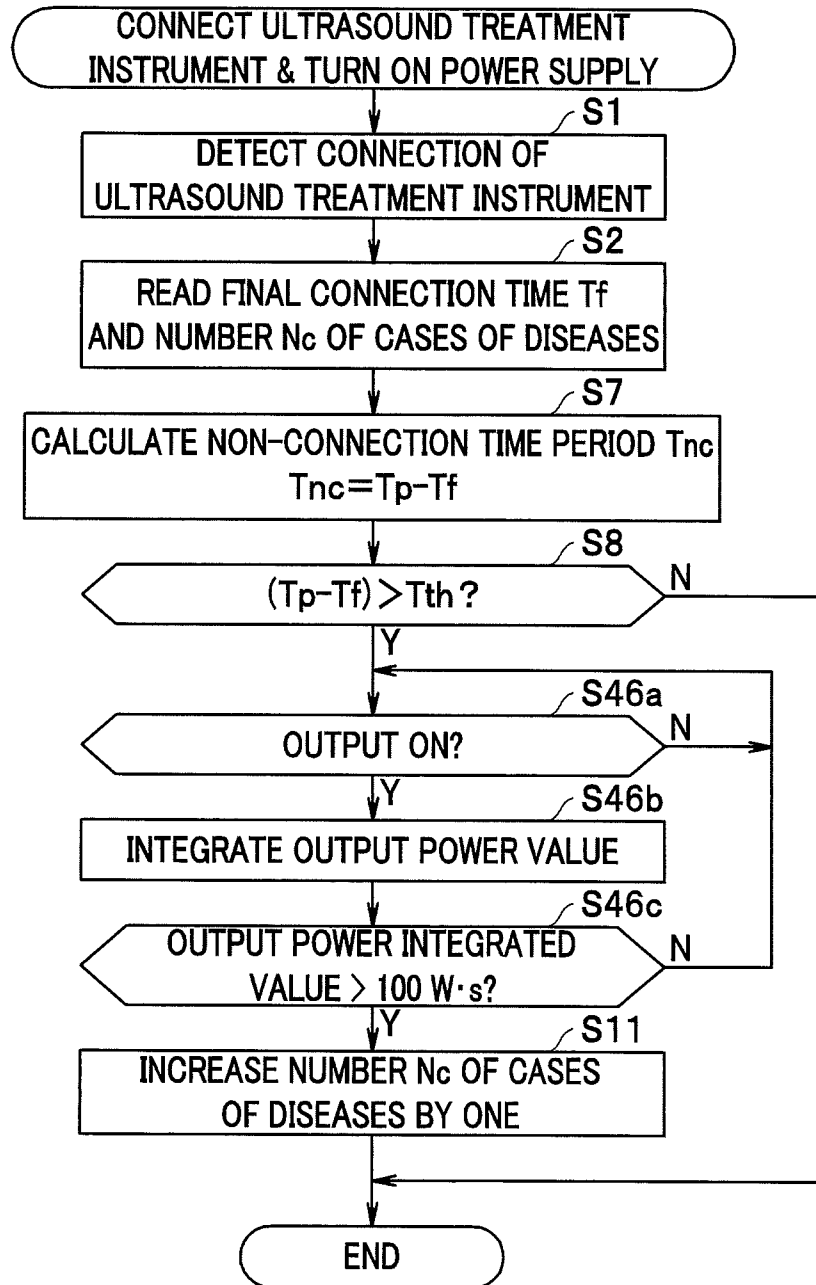 CONNECT ULTRASOUND TREATMENT
INSTRUMENT & TURN ON POWER SUPPLY
S1
DETECT CONNECTION OF
ULTRASOUND TREATMENT INSTRUMENT
S2
READ FINAL CONNECTION TIME Tf
AND NUMBER Nc OF CASES OF DISEASES
S7
CALCULATE NON-CONNECTION TIME PERIOD Tnc
Tnc=Tp-Tf
S8
(Tp-Tf)>Tth?
N
Y
S46a
OUTPUT ON?
N
Y
S46b
INTEGRATE OUTPUT POWER VALUE
S46c
OUTPUT POWER INTEGRATED
VALUE > 100 W·s?
N
Y
S11
INCREASE NUMBER Nc OF CASES
OF DISEASES BY ONE
END